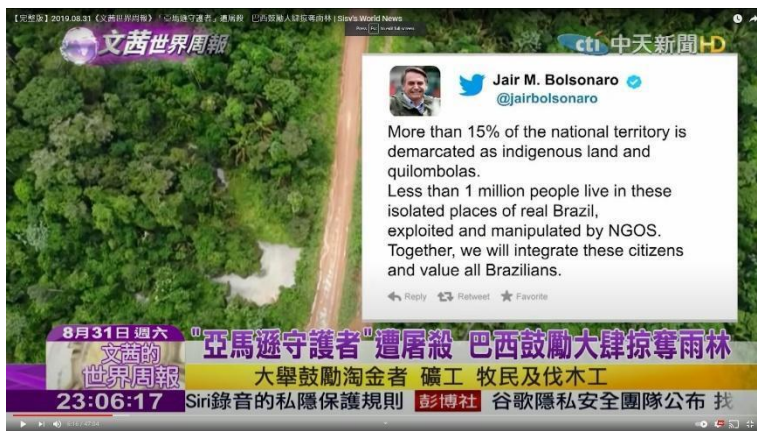 【完整版】2019.08.31《文茜世界周報》「亞馬遜守護者」遭屠殺 巴西鼓勵人肆掠奪雨林 | Sisy's World News
Press Esc to exit full screen
文茜世界周報
cti 中天新聞HD
Jair M. Bolsonaro
@jairbolsonaro
More than 15% of the national territory is
demarcated as indigenous land and
quilombolas.
Less than 1 million people live in these
isolated places of real Brazil,
exploited and manipulated by NGOS.
Together, we will integrate these citizens
and value all Brazilians.
Reply Retweet Favorite
8月31日 週六
文茜的
世界周報
"亞馬遜守護者"遭屠殺 巴西鼓勵大肆掠奪雨林
大舉鼓勵淘金者 礦工 牧民及伐木工
23:06:17
Siri錄音的私隱保護規則 彭博社 谷歌隱私安全團隊公布 找